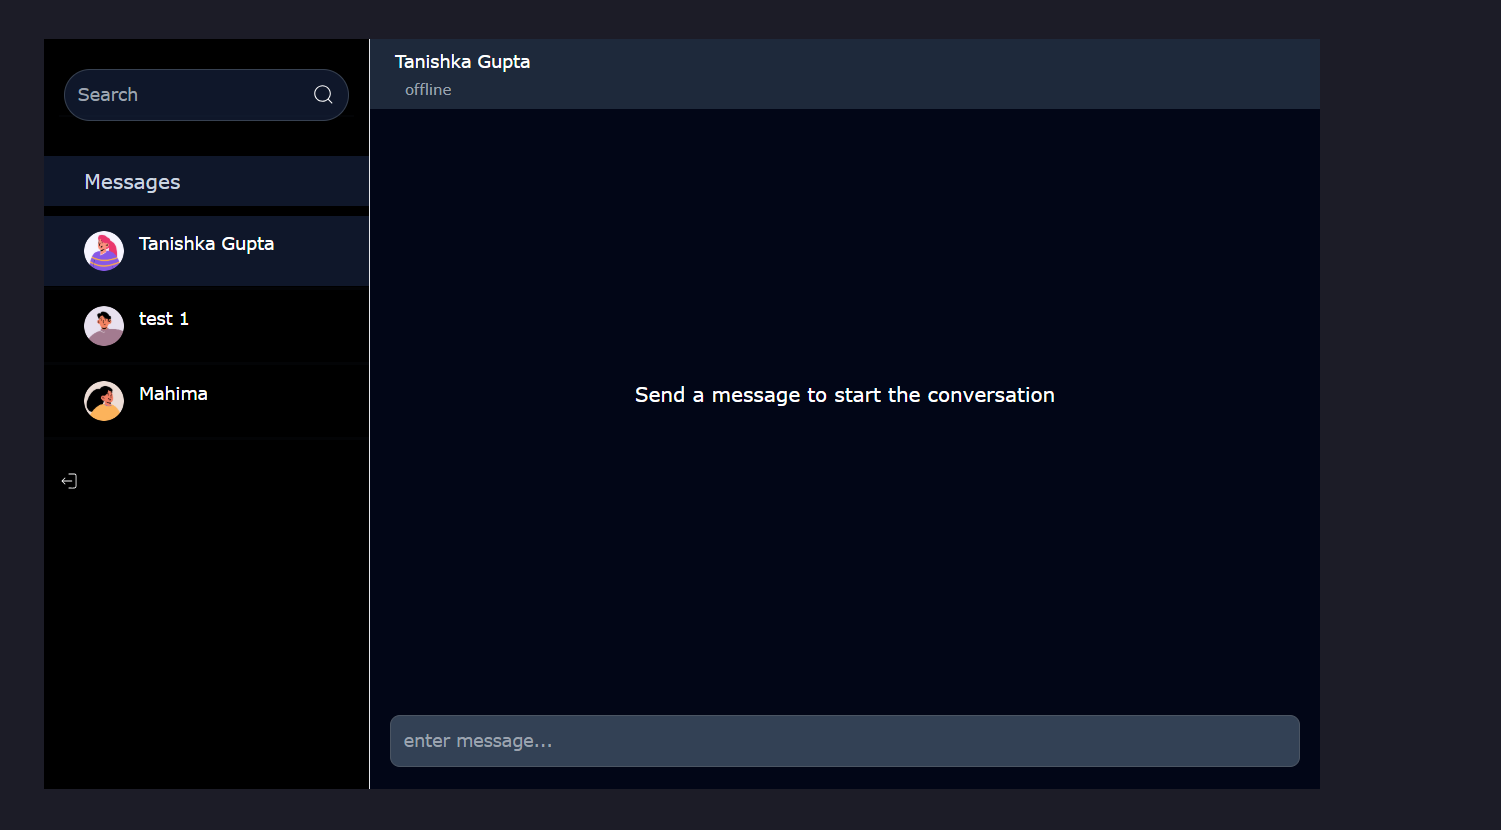 Search
Messages
Tanishka Gupta
test 1
Mahima
Tanishka Gupta
offline
Send a message to start the conversation
enter message...